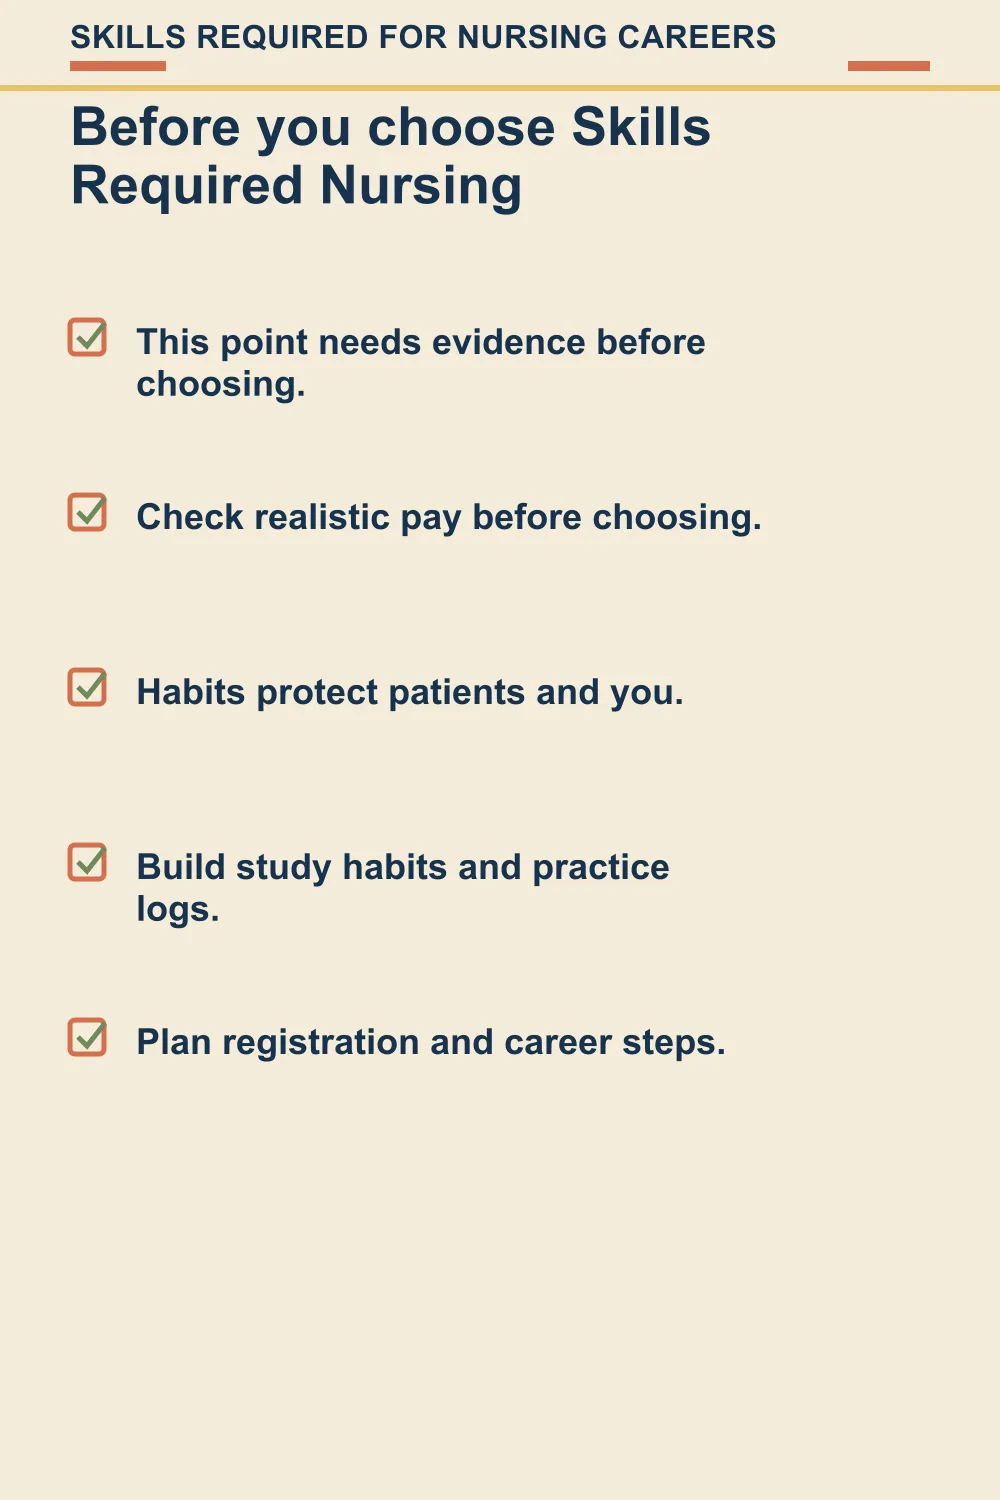 SKILLS REQUIRED FOR NURSING CAREERS
Before you choose Skills
Required Nursing
This point needs evidence before
choosing.
Check realistic pay before choosing.
Habits protect patients and you.
Build study habits and practice
logs.
Plan registration and career steps.